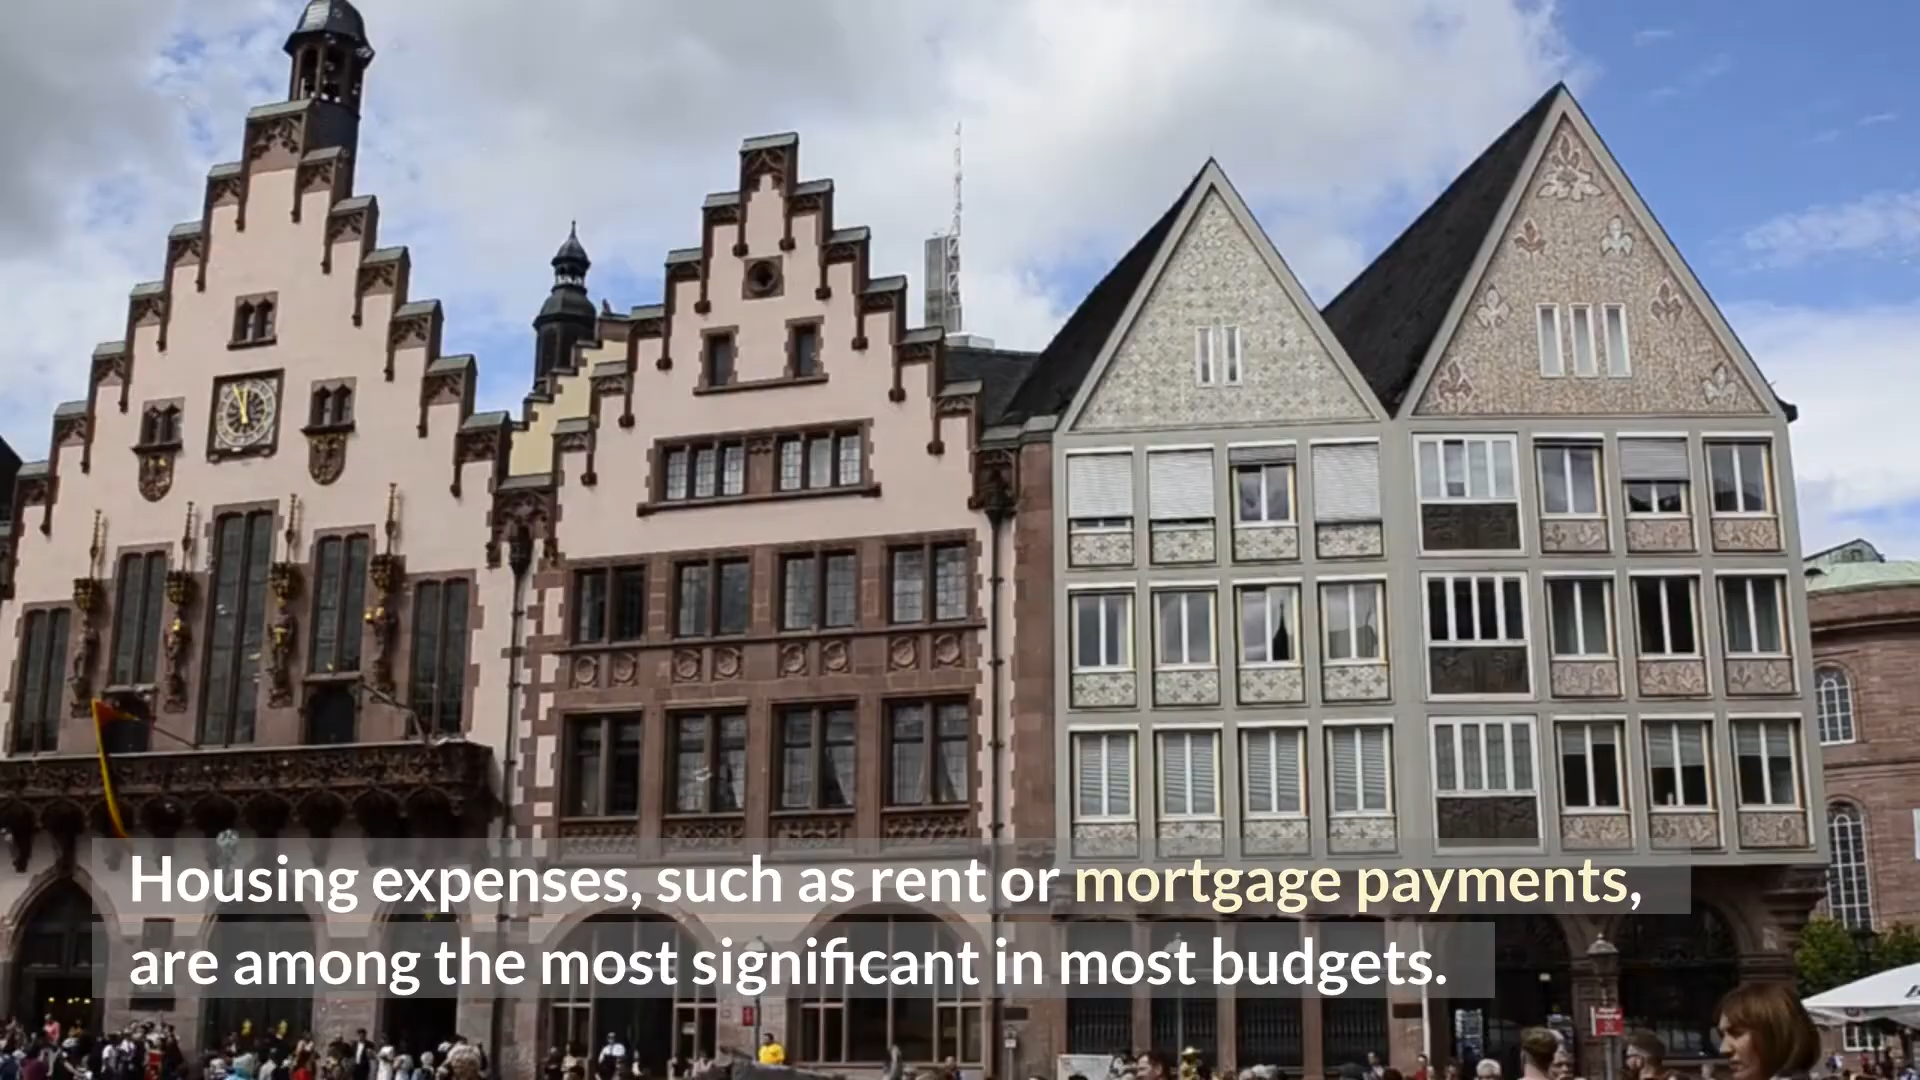 Housing expenses, such as rent or mortgage payments,
are among the most significant in most budgets.